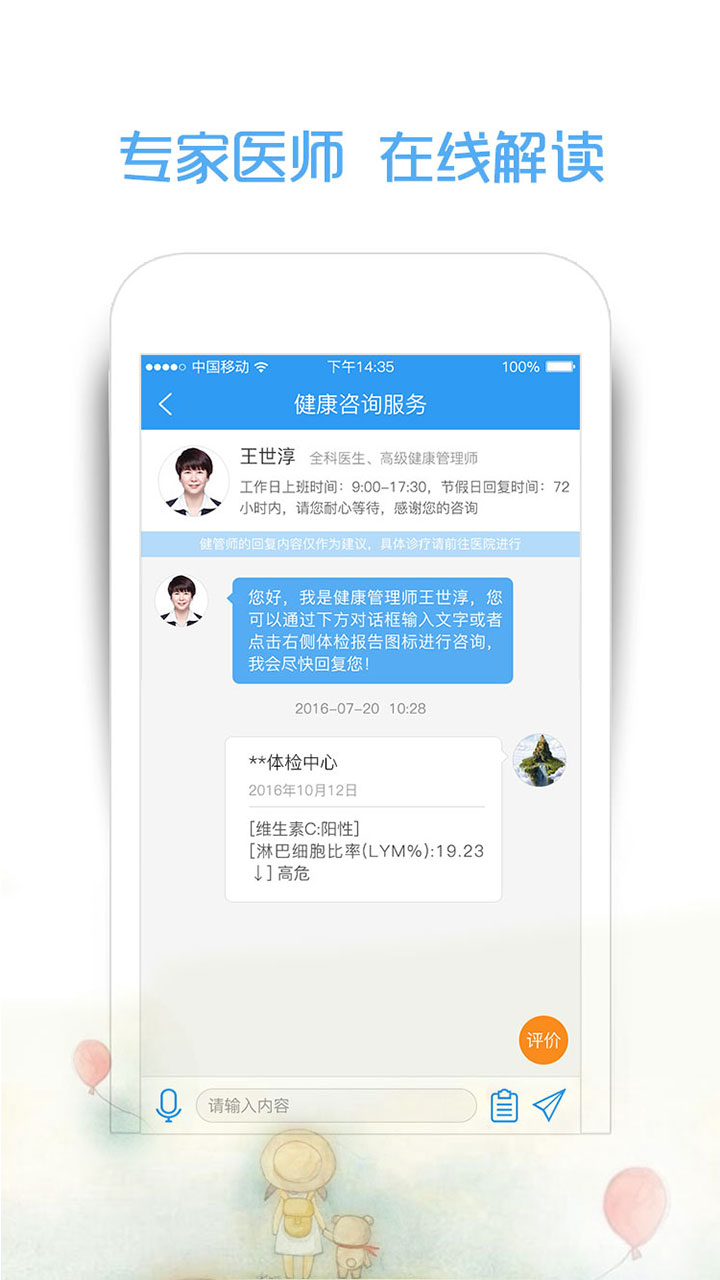 专家医师 在线解读
中国移动 下午14:35 100%
健康咨询服务
王世淳 全科医生、高级健康管理师
工作日上班时间：9:00-17:30，节假日回复时间：72
小时内，请您耐心等待，感谢您的咨询
健管师的回复内容仅作为建议，具体诊疗请前往医院进行
您好，我是健康管理师王世淳，您
可以通过下方对话框输入文字或者
点击右侧体检报告图标进行咨询，
我会尽快回复您！
2016-07-20 10:28
**体检中心
2016年10月12日
[维生素C:阳性]
[淋巴细胞比率(LYM%):19.23
↓] 高危
评价
请输入内容